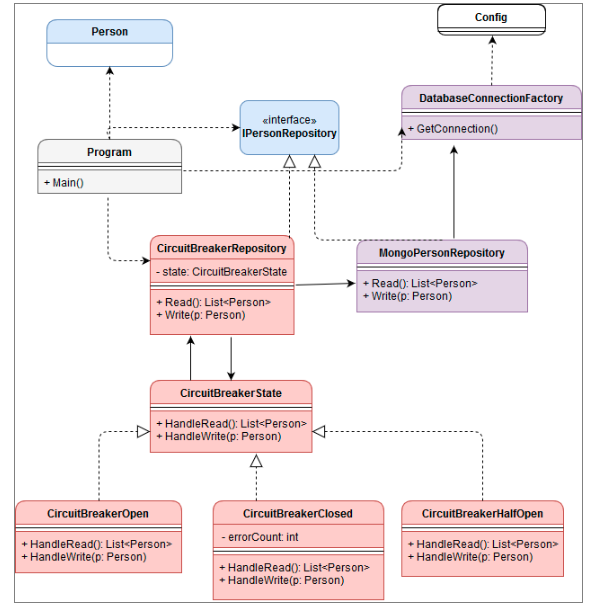 Person
Config
«interface»
IPersonRepository
DatabaseConnectionFactory
+ GetConnection()
Program
+ Main()
CircuitBreakerRepository
- state: CircuitBreakerState
+ Read(): List<Person>
+ Write(p: Person)
MongoPersonRepository
+ Read(): List<Person>
+ Write(p: Person)
CircuitBreakerState
+ HandleRead(): List<Person>
+ HandleWrite(p: Person)
CircuitBreakerOpen
+ HandleRead(): List<Person>
+ HandleWrite(p: Person)
CircuitBreakerClosed
- errorCount: int
+ HandleRead(): List<Person>
+ HandleWrite(p: Person)
CircuitBreakerHalfOpen
+ HandleRead(): List<Person>
+ HandleWrite(p: Person)